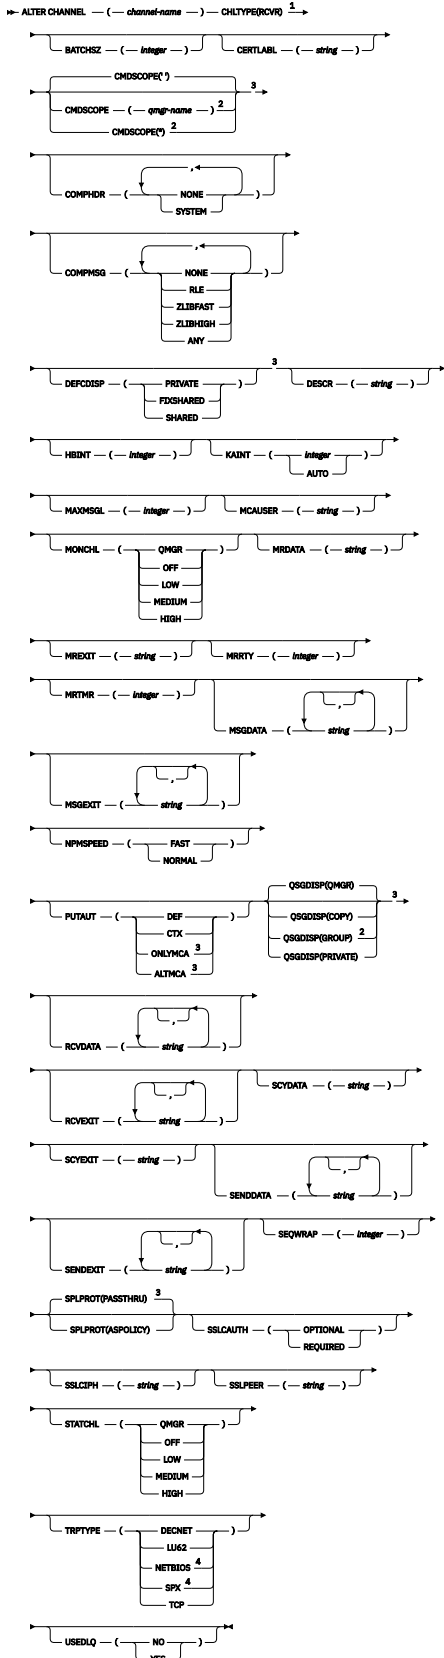 ALTER CHANNEL ( channel-name ) CHLTYPE(RCVR) 1
BATCHSZ ( integer ) CERTLABL ( string )
CMDSCOPE(' ') 3
CMDSCOPE ( qmgr-name ) 2
CMDSCOPE(*) 2
,
COMPHDR ( NONE )
SYSTEM
,
COMPMSG ( NONE )
RLE
ZLIBFAST
ZLIBHIGH
ANY
3
DEFCDISP ( PRIVATE ) DESCR ( string )
FIXSHARED
SHARED
HBINT ( integer ) KAINT ( integer )
AUTO
MAXMSGL ( integer ) MCAUSER ( string )
MONCHL ( QMGR ) MRDATA ( string )
OFF
LOW
MEDIUM
HIGH
MREXIT ( string ) MRRTY ( integer )
MRTMR ( integer )
,
MSGDATA ( string )
,
MSGEXIT ( string )
NPMSPEED ( FAST )
NORMAL
QSGDISP(QMGR) 3
PUTAUT ( DEF ) QSGDISP(COPY)
CTX QSGDISP(GROUP) 2
ONLYMCA 3 QSGDISP(PRIVATE)
ALTMCA 3
,
RCVDATA ( string )
,
RCVEXIT ( string ) SCYDATA ( string )
SCYEXIT ( string )
,
SENDDATA ( string )
,
SENDEXIT ( string ) SEQWRAP ( integer )
SPLPROT(PASSTHRU) 3
SPLPROT(ASPOLICY) SSLCAUTH ( OPTIONAL )
REQUIRED
SSLCIPH ( string ) SSLPEER ( string )
STATCHL ( QMGR )
OFF
LOW
MEDIUM
HIGH
TRPTYPE ( DECNET )
LU62
NETBIOS 4
SPX 4
TCP
USEDLQ ( NO )